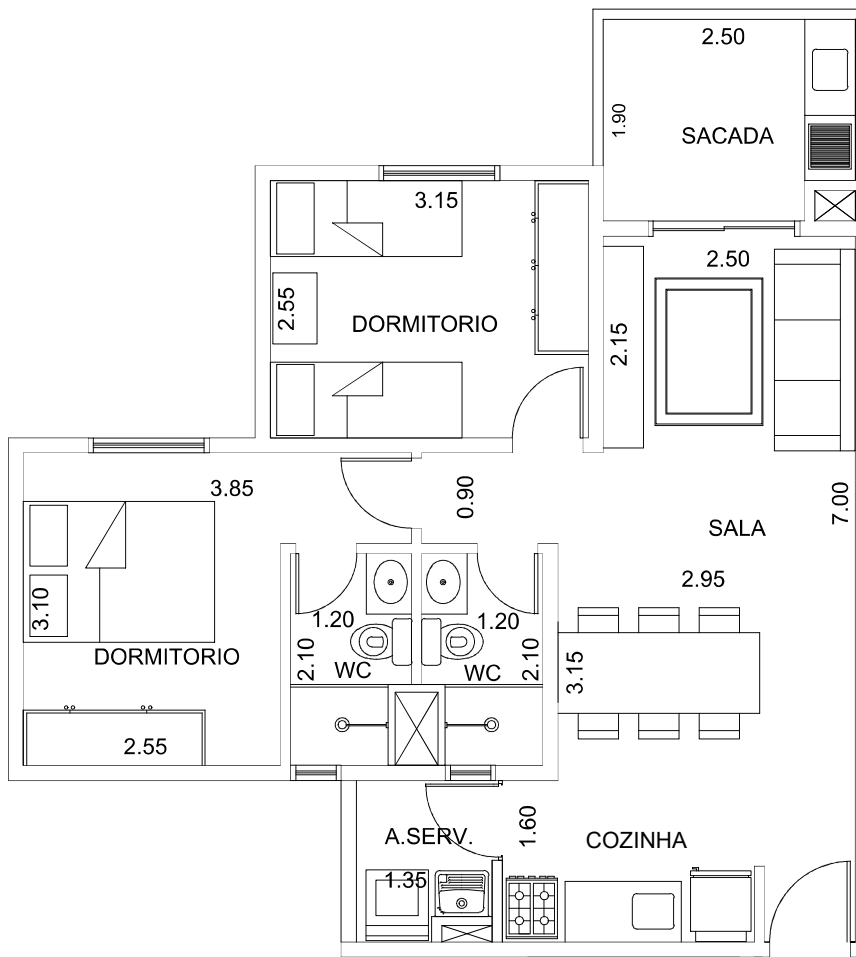 2.50
1.90
SACADA
3.15
2.55
DORMITORIO
2.50
2.15
3.85
0.90
7.00
SALA
2.95
3.10
DORMITORIO
2.55
1.20
2.10
WC
1.20
2.10
WC
3.15
A.SERV.
1.35
1.60
COZINHA